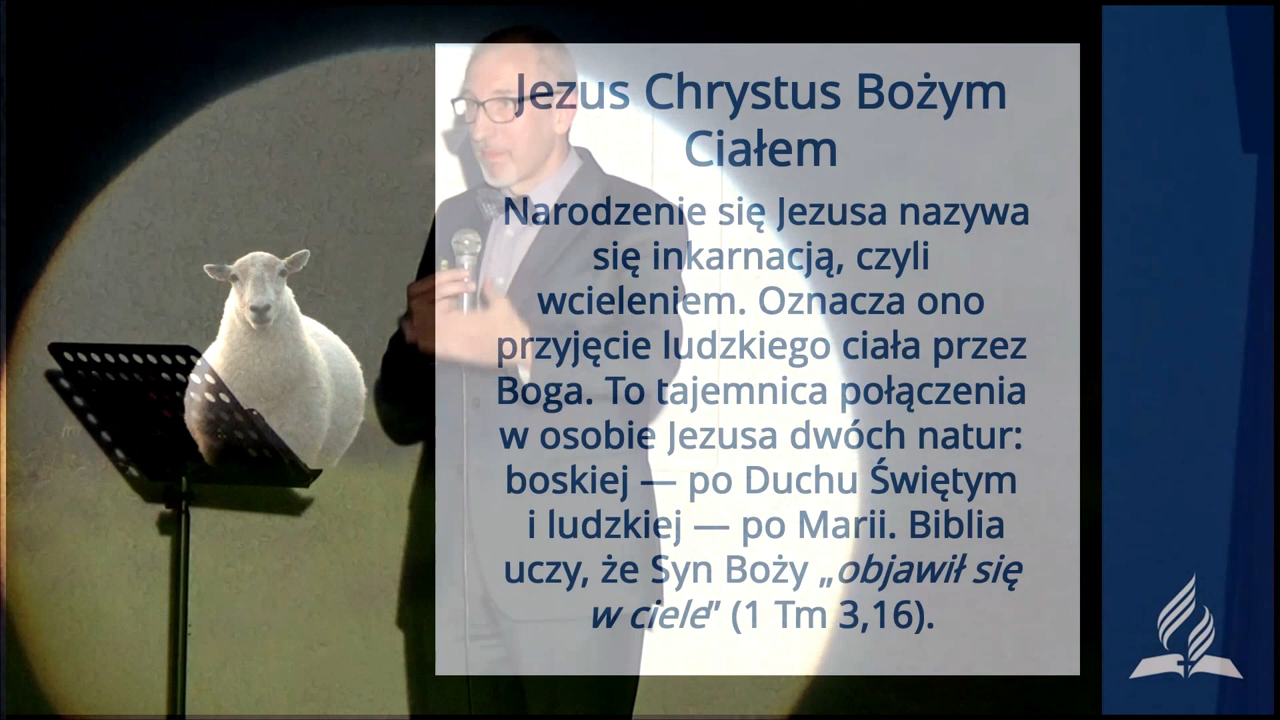 Jezus Chrystus Bożym
Ciałem
Narodzenie się Jezusa nazywa
się inkarnacją, czyli
wcieleniem. Oznacza ono
przyjęcie ludzkiego ciała przez
Boga. To tajemnica połączenia
w osobie Jezusa dwóch natur:
boskiej — po Duchu Świętym
i ludzkiej — po Marii. Biblia
uczy, że Syn Boży „objawił się
w ciele” (1 Tm 3,16).